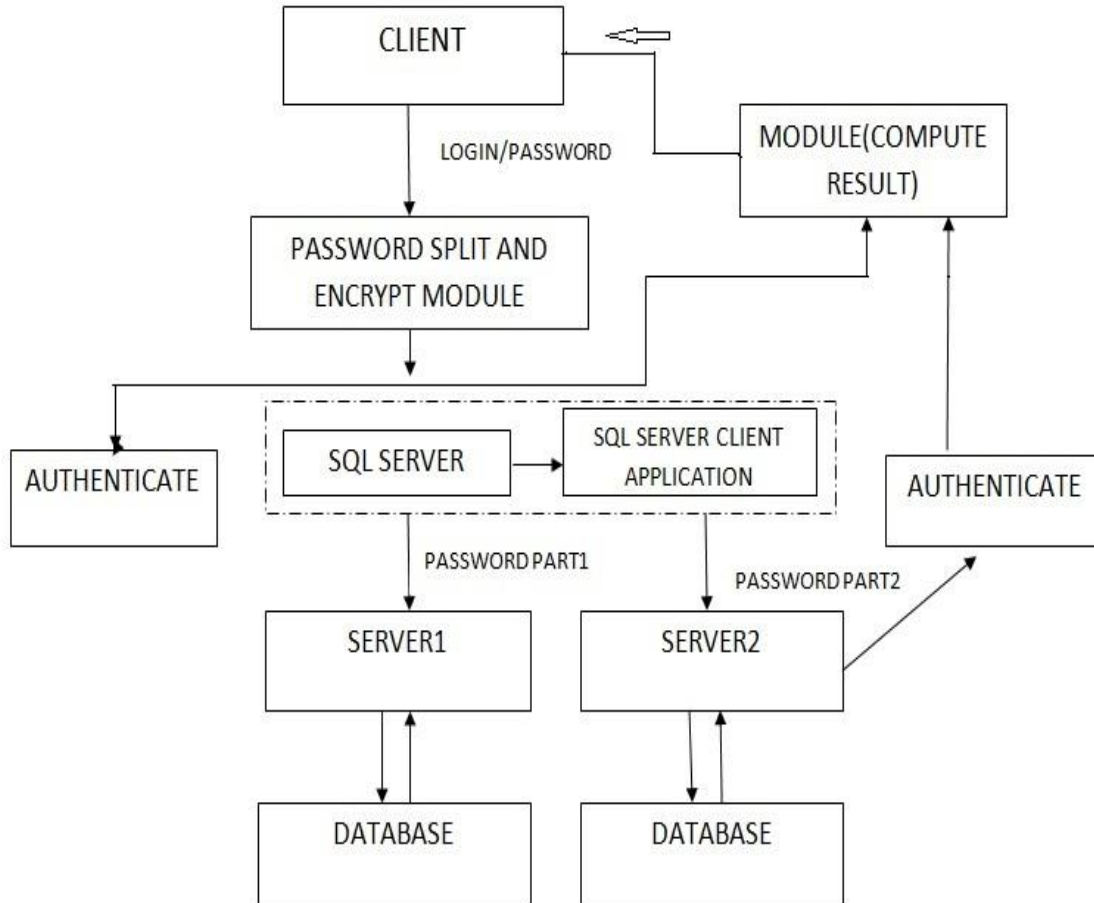 CLIENT
LOGIN/PASSWORD
MODULE(COMPUTE
RESULT)
PASSWORD SPLIT AND
ENCRYPT MODULE
AUTHENTICATE
SQL SERVER
SQL SERVER CLIENT
APPLICATION
AUTHENTICATE
PASSWORD PART1
PASSWORD PART2
SERVER1
SERVER2
DATABASE
DATABASE